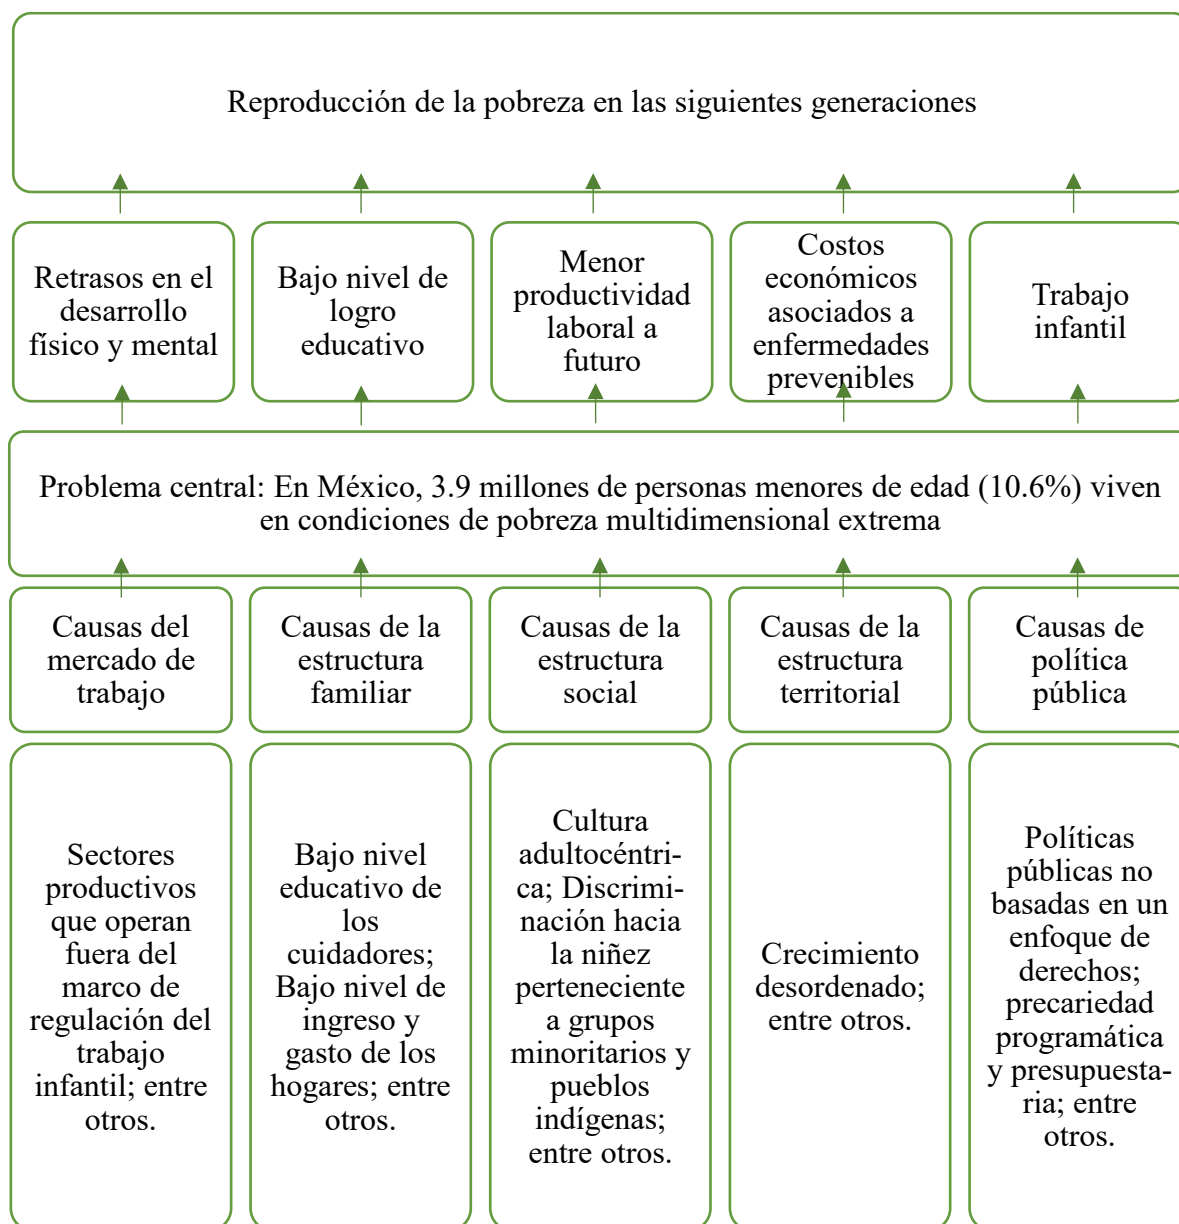 Reproducción de la pobreza en las siguientes generaciones
Retrasos en el
desarrollo
físico y mental
Bajo nivel de
logro
educativo
Menor
productividad
laboral a
futuro
Costos
económicos
asociados a
enfermedades
prevenibles
Trabajo
infantil
Problema central: En México, 3.9 millones de personas menores de edad (10.6%) viven
en condiciones de pobreza multidimensional extrema
Causas del
mercado de
trabajo
Causas de la
estructura
familiar
Causas de la
estructura
social
Causas de la
estructura
territorial
Causas de
política
pública
Sectores
productivos
que operan
fuera del
marco de
regulación del
trabajo
infantil; entre
otros.
Bajo nivel
educativo de
los
cuidadores;
Bajo nivel de
ingreso y
gasto de los
hogares; entre
otros.
Cultura
adultocéntri-
ca; Discrimi-
nación hacia
la niñez
perteneciente
a grupos
minoritarios y
pueblos
indígenas;
entre otros.
Crecimiento
desordenado;
entre otros.
Políticas
públicas no
basadas en un
enfoque de
derechos;
precariedad
programática
y presupuesta-
ria; entre
otros.